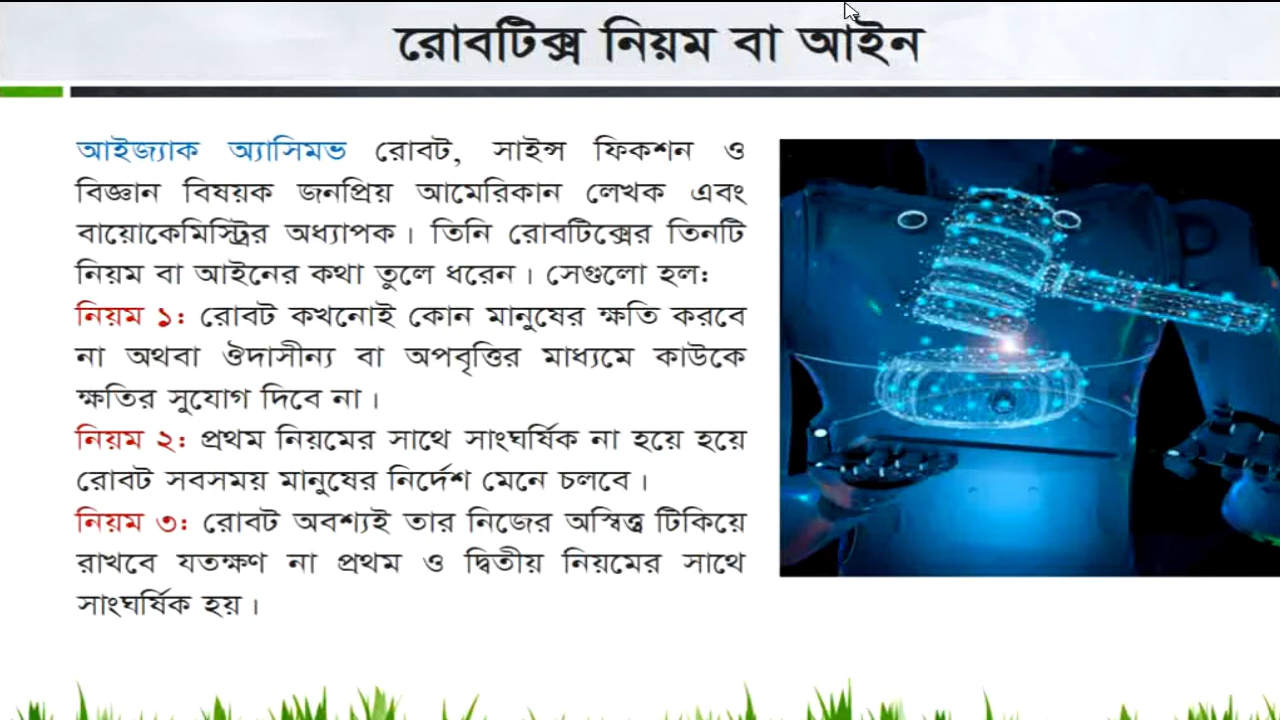 রোবটিক্স নিয়ম বা আইন
আইজ্যাক অ্যাসিমভ রোবট, সাইন্স ফিকশন ও
বিজ্ঞান বিষয়ক জনপ্রিয় আমেরিকান লেখক এবং
বায়োকেমিস্ট্রির অধ্যাপক। তিনি রোবটিক্সের তিনটি
নিয়ম বা আইনের কথা তুলে ধরেন। সেগুলো হল:
নিয়ম ১: রোবট কখনোই কোন মানুষের ক্ষতি করবে
না অথবা ঔদাসীন্য বা অপবৃত্তির মাধ্যমে কাউকে
ক্ষতির সুযোগ দিবে না।
নিয়ম ২: প্রথম নিয়মের সাথে সাংঘর্ষিক না হয়ে হয়ে
রোবট সবসময় মানুষের নির্দেশ মেনে চলবে।
নিয়ম ৩: রোবট অবশ্যই তার নিজের অস্বিত্ত্ব টিকিয়ে
রাখবে যতক্ষণ না প্রথম ও দ্বিতীয় নিয়মের সাথে
সাংঘর্ষিক হয়।